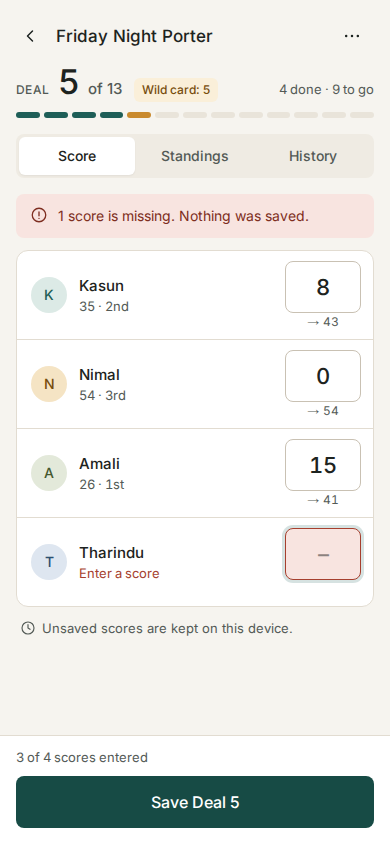 Friday Night Porter
DEAL 5 of 13 Wild card: 5 4 done · 9 to go
Score Standings History
1 score is missing. Nothing was saved.
K Kasun 8
35 · 2nd → 43
N Nimal 0
54 · 3rd → 54
A Amali 15
26 · 1st → 41
T Tharindu –
Enter a score
Unsaved scores are kept on this device.
3 of 4 scores entered
Save Deal 5